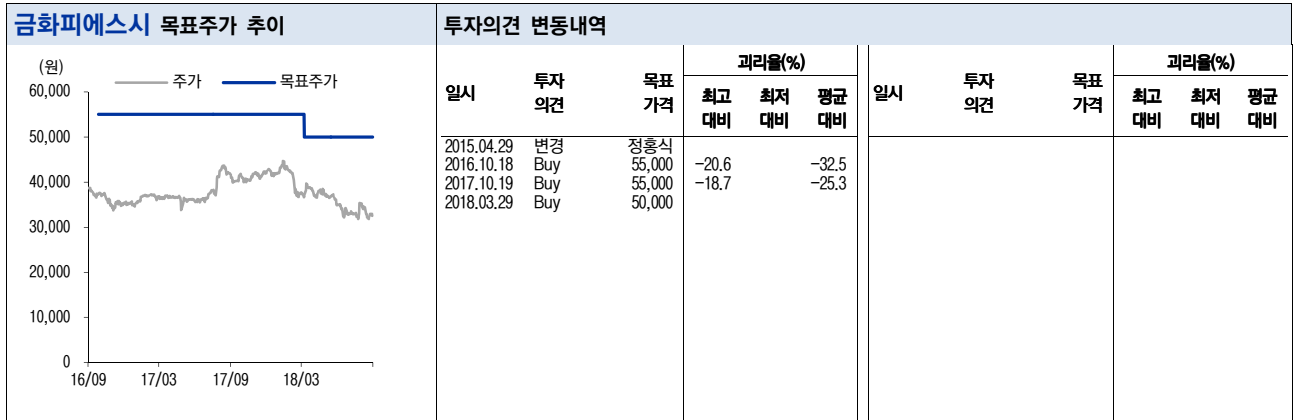 금화피에스시 목표주가 추이
(원)
주가 목표주가
60,000
50,000
40,000
30,000
20,000
10,000
0
16/09 17/03 17/09 18/03
투자의견 변동내역
괴리율(%)
일시 투자 의견 목표 가격 최고 대비 최저 대비 평균 대비
2015.04.29 변경 정홍식
2016.10.18 Buy 55,000 -20.6 -32.5
2017.10.19 Buy 55,000 -18.7 -25.3
2018.03.29 Buy 50,000
괴리율(%)
일시 투자 의견 목표 가격 최고 대비 최저 대비 평균 대비